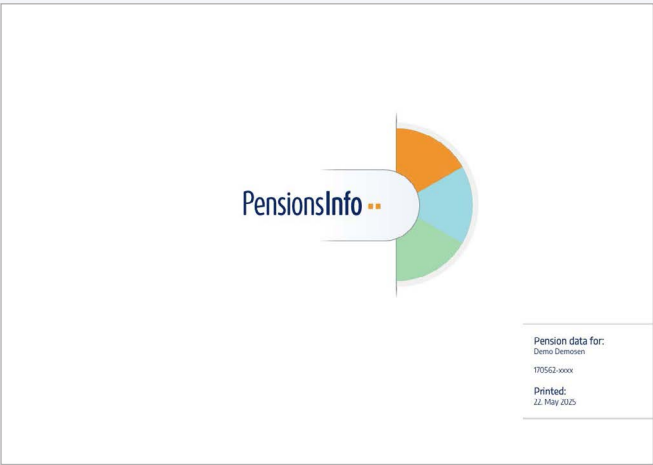 PensionsInfo
Pension data for:
Demo Demosen
170562-xxxx
Printed:
22. May 2025